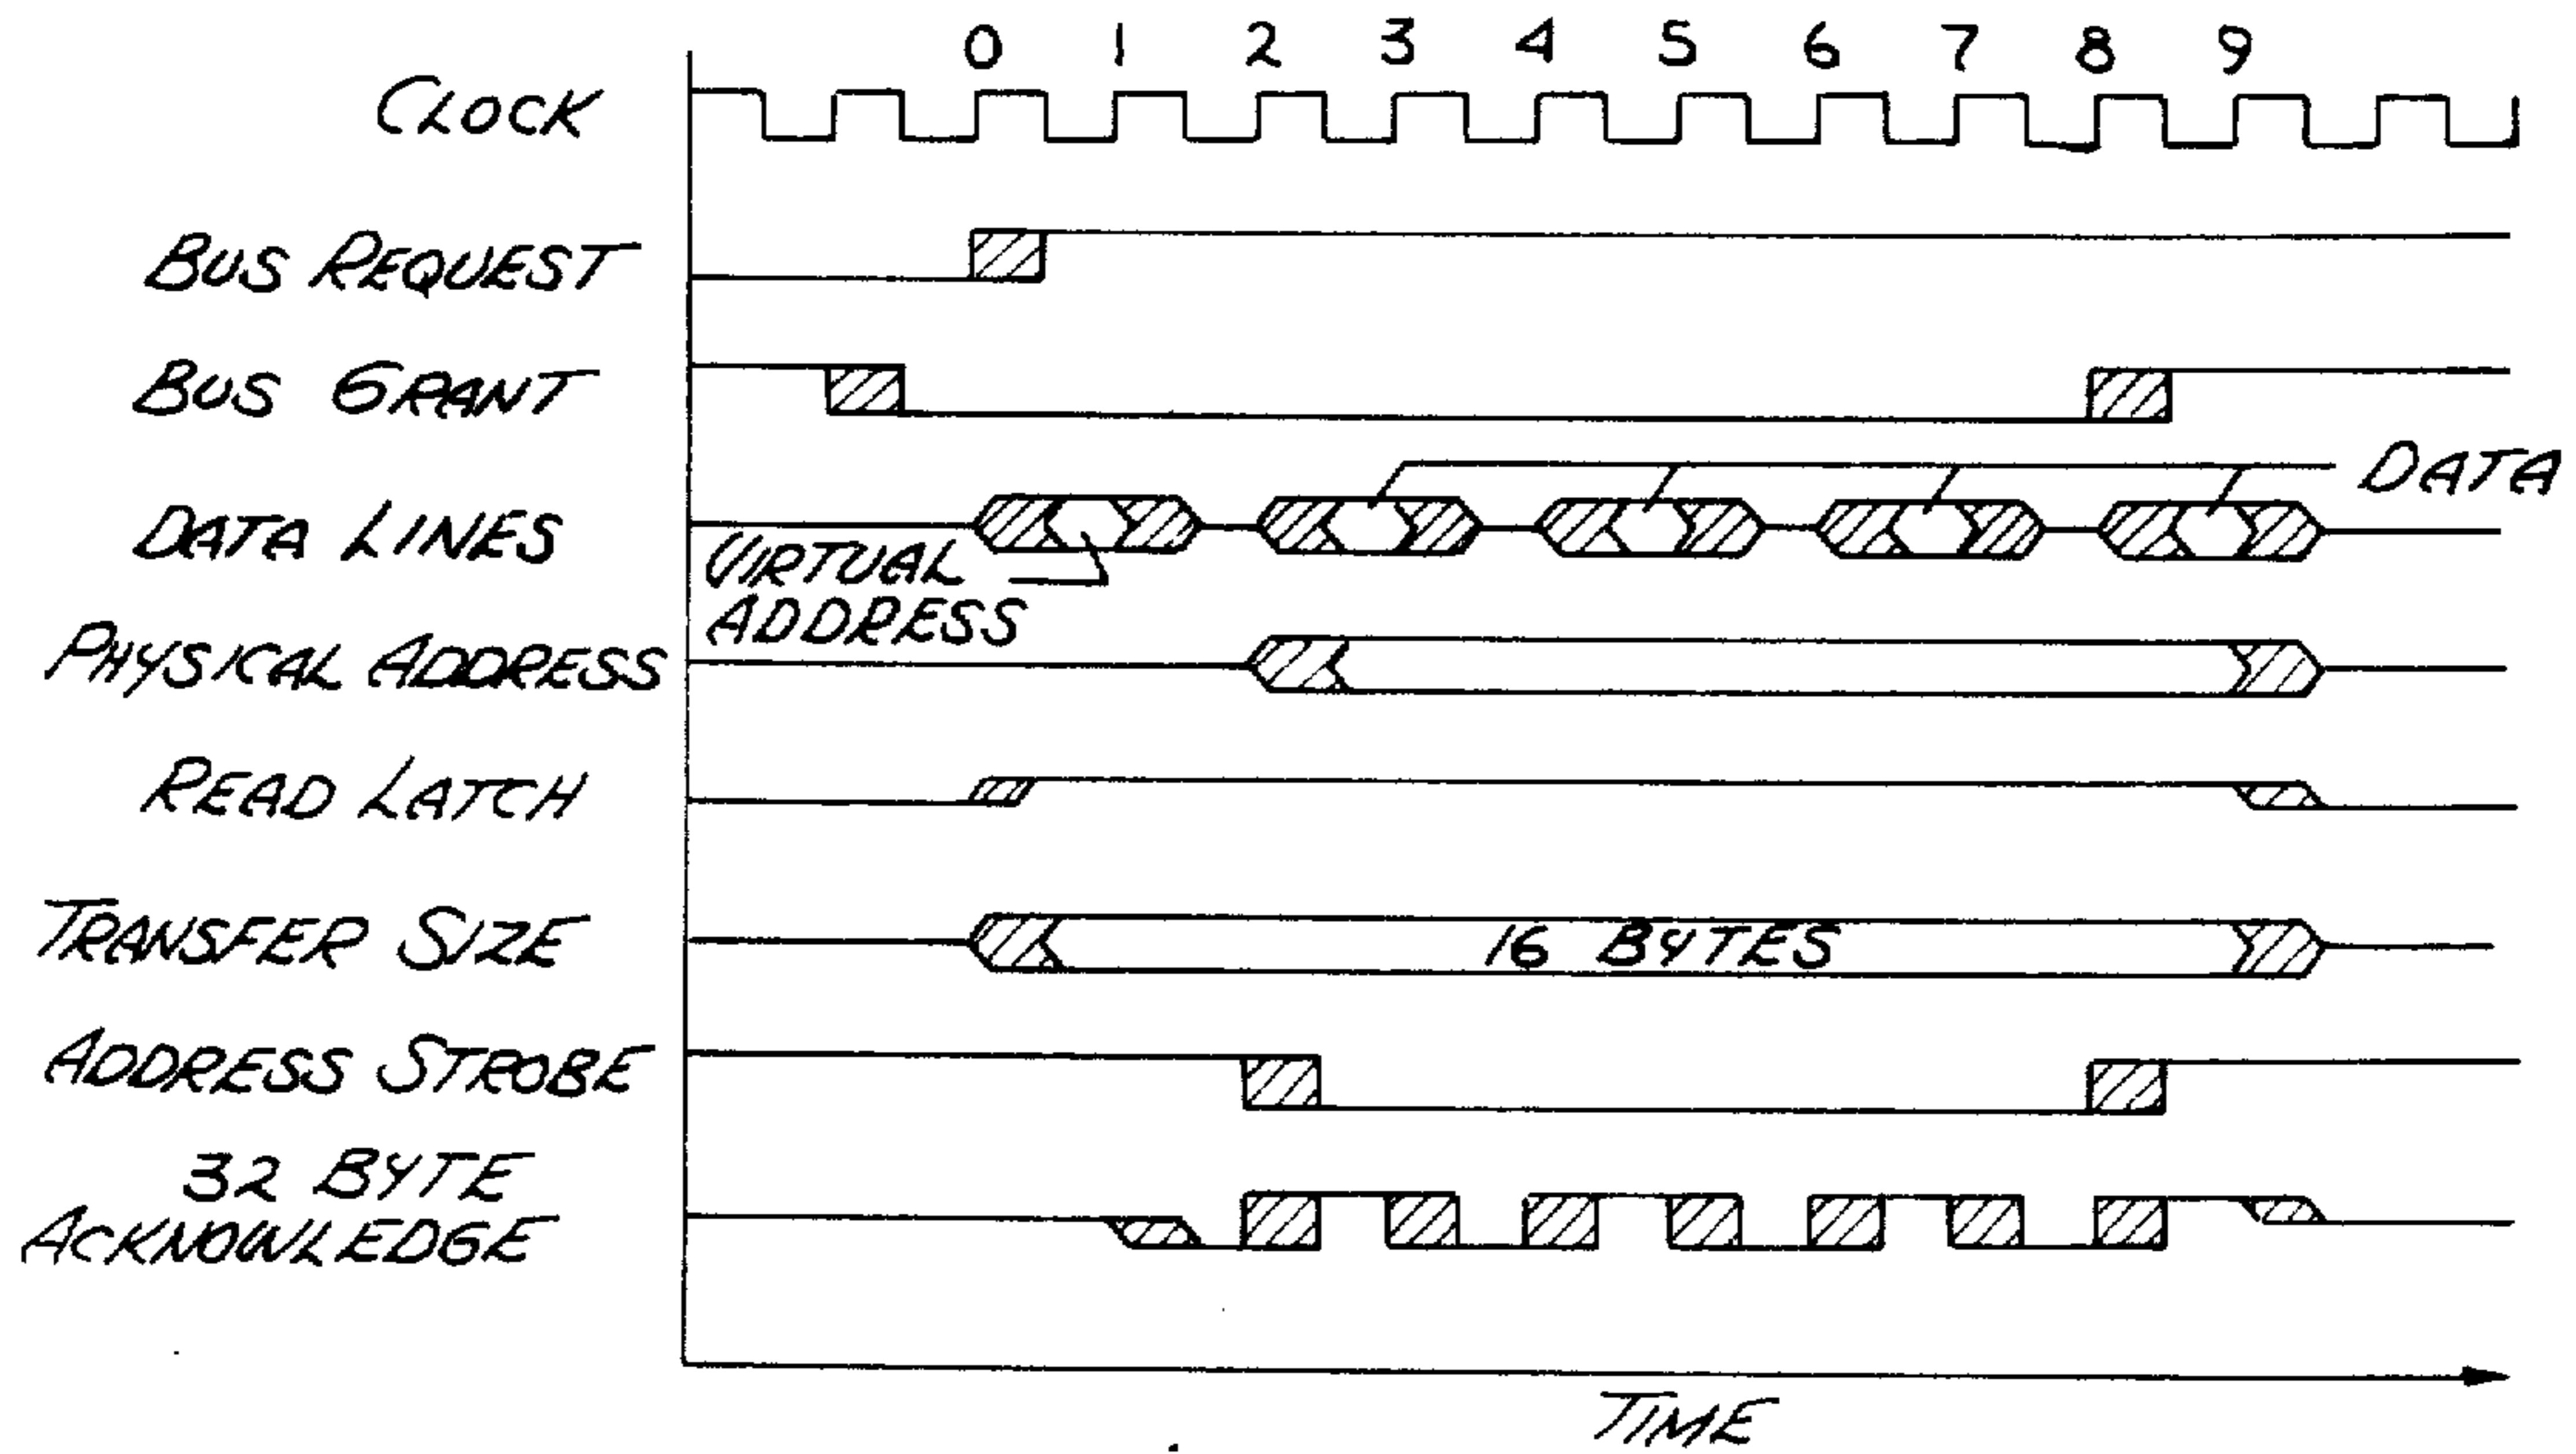 0 1 2 3 4 5 6 7 8 9
CLOCK
BUS REQUEST
BUS GRANT
DATA
DATA LINES
VIRTUAL
ADDRESS
PHYSICAL ADDRESS
READ LATCH
TRANSFER SIZE
16 BYTES
ADDRESS STROBE
32 BYTE
ACKNOWLEDGE
TIME